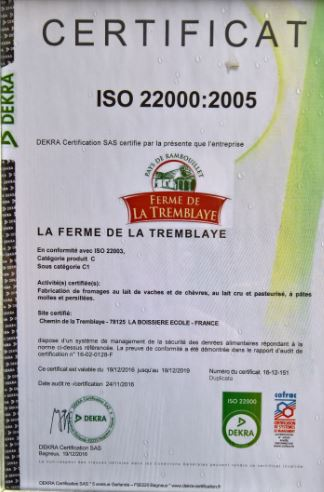 CERTIFICAT
ISO 22000:2005
DEKRA
DEKRA Certification SAS certifie par la présente que l'entreprise
PAYS DE RAMBOUILLET
FERME DE
LA TREMBLAYE
LA FERME DE LA TREMBLAYE
En conformité avec ISO 22003,
Catégorie produit C
Sous catégorie C1
Activité(s) certifiée(s):
Fabrication de fromages au lait de vaches et de chèvres, au lait cru et pasteurisé, à pâtes
molles et persillées.
Site certifié:
Chemin de la Tremblaye - 78125 LA BOISSIERE ECOLE - FRANCE
dispose d'un système de management de la sécurité des denrées alimentaires répondant à la
norme ci-dessus référencée. La preuve de conformité a été démontrée dans le rapport d'audit de
certification n° 16-02-0128-F
Ce certificat est valable du 19/12/2016 jusqu'au 18/12/2019
Numéro du certificat: 16-12-151
Duplicata
Date audit re-/certification 24/11/2016
DEKRA
ISO 22000
DEKRA
cofrac
DEKRA Certification SAS
Bagneux, 19/12/2016
DEKRA Certification SAS * 5 avenue Garlande - F92220 Bagneux * www.dekra-certification.fr